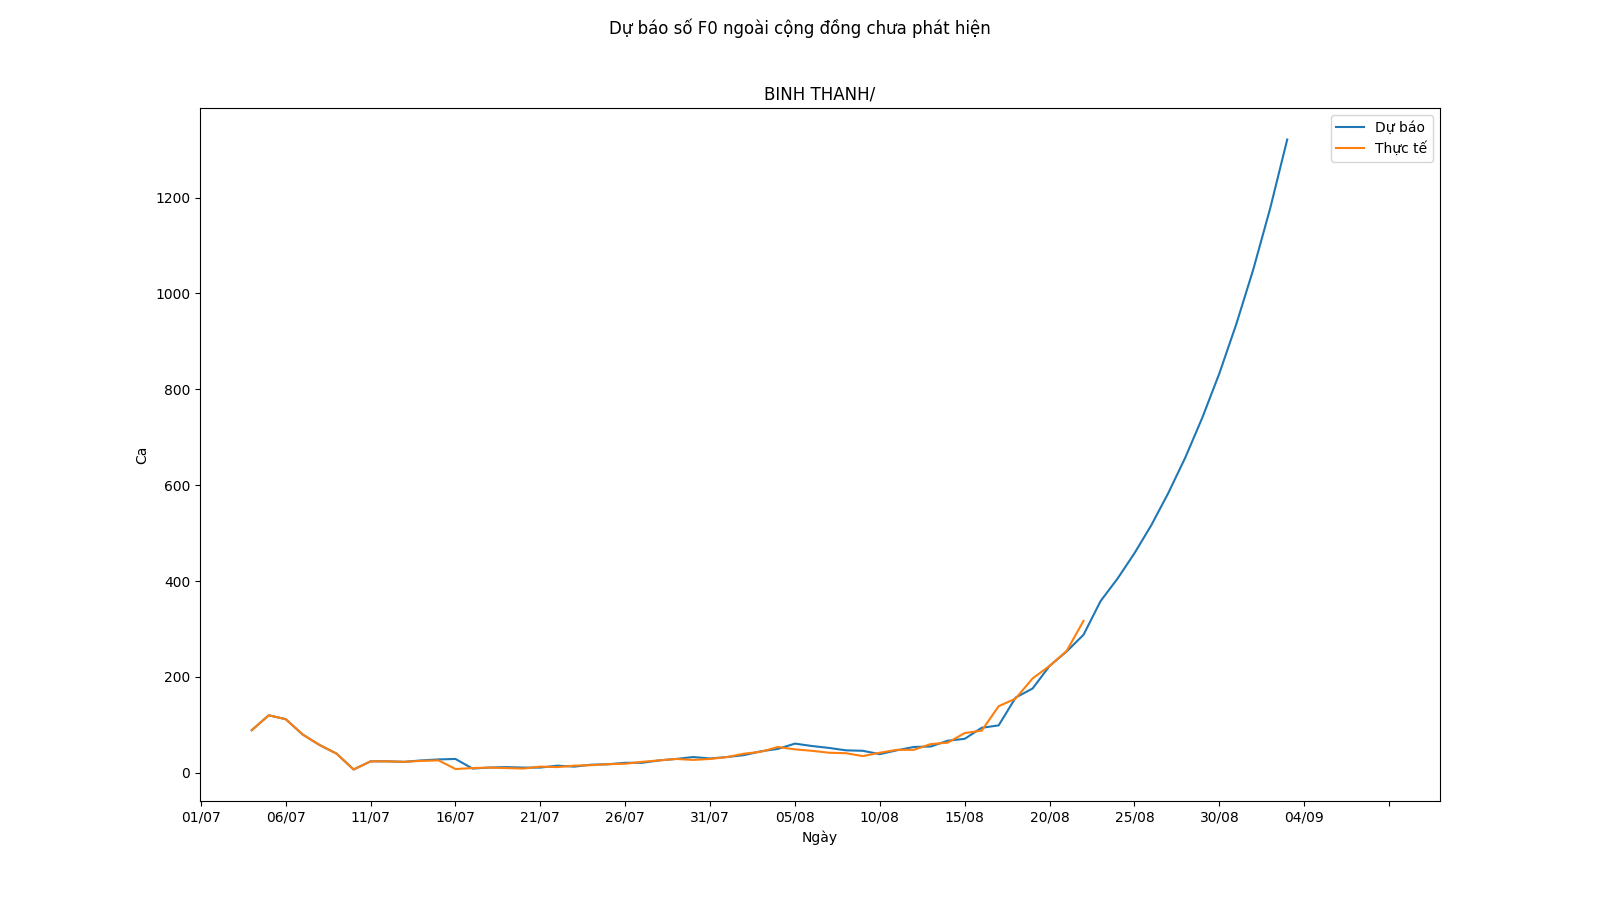 Dự báo số F0 ngoài cộng đồng chưa phát hiện
BINH THANH/
Dự báo
Thực tế
1200
1000
800
600
400
200
0
Ca
01/07 06/07 11/07 16/07 21/07 26/07 31/07 05/08 10/08 15/08 20/08 25/08 30/08 04/09
Ngày